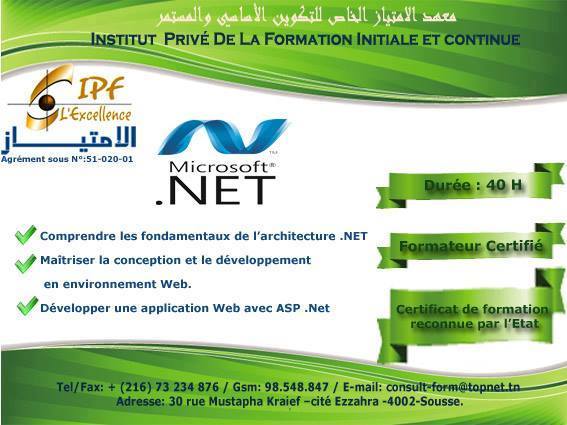 معهد الامتياز الخاص للتكوين الأساسي والمستمر
INSTITUT PRIVÉ DE LA FORMATION INITIALE ET CONTINUE
IPF
L'Excellence
الامتياز
Agrément sous N°:51-020-01
Microsoft®
.NET™
Durée : 40 H
Comprendre les fondamentaux de l'architecture .NET
Formateur Certifié
Maîtriser la conception et le développement
en environnement Web.
Développer une application Web avec ASP .Net
Certificat de formation
reconnue par l'Etat
Tel/Fax: + (216) 73 234 876 / Gsm: 98.548.847 / E-mail: consult-form@topnet.tn
Adresse: 30 rue Mustapha Kraief –cité Ezzahra -4002-Sousse.